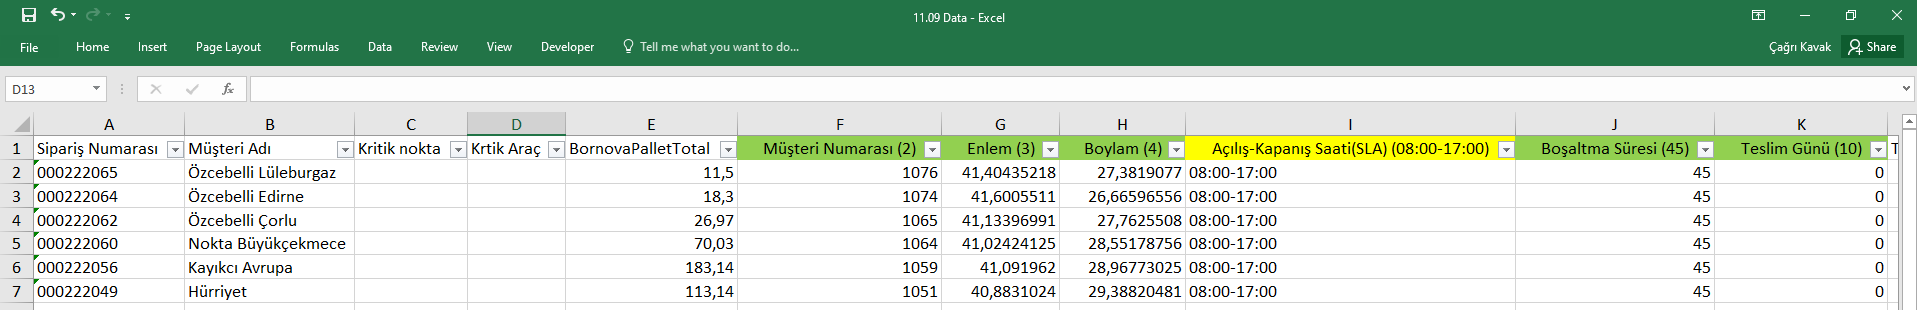 11.09 Data - Excel
File Home Insert Page Layout Formulas Data Review View Developer Tell me what you want to do... Çağrı Kavak Share
D13 fx
A B C D E F G H I J K
1 Sipariş Numarası Müşteri Adı Kritik nokta Krtik Araç BornovaPalletTotal Müşteri Numarası (2) Enlem (3) Boylam (4) Açılış-Kapanış Saati(SLA) (08:00-17:00) Boşaltma Süresi (45) Teslim Günü (10) T
2 000222065 Özcebelli Lüleburgaz 11,5 1076 41,40435218 27,3819077 08:00-17:00 45 0
3 000222064 Özcebelli Edirne 18,3 1074 41,6005511 26,66596556 08:00-17:00 45 0
4 000222062 Özcebelli Çorlu 26,97 1065 41,13396991 27,7625508 08:00-17:00 45 0
5 000222060 Nokta Büyükçekmece 70,03 1064 41,02424125 28,55178756 08:00-17:00 45 0
6 000222056 Kayıkcı Avrupa 183,14 1059 41,091962 28,96773025 08:00-17:00 45 0
7 000222049 Hürriyet 113,14 1051 40,8831024 29,38820481 08:00-17:00 45 0